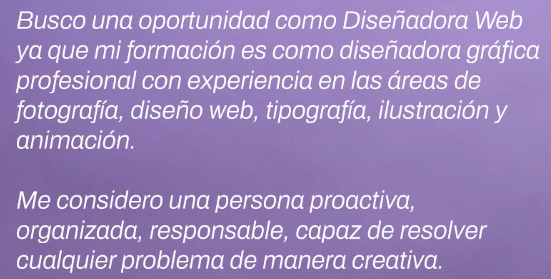 Busco una oportunidad como Diseñadora Web
ya que mi formación es como diseñadora gráfica
profesional con experiencia en las áreas de
fotografía, diseño web, tipografía, ilustración y
animación.
Me considero una persona proactiva,
organizada, responsable, capaz de resolver
cualquier problema de manera creativa.